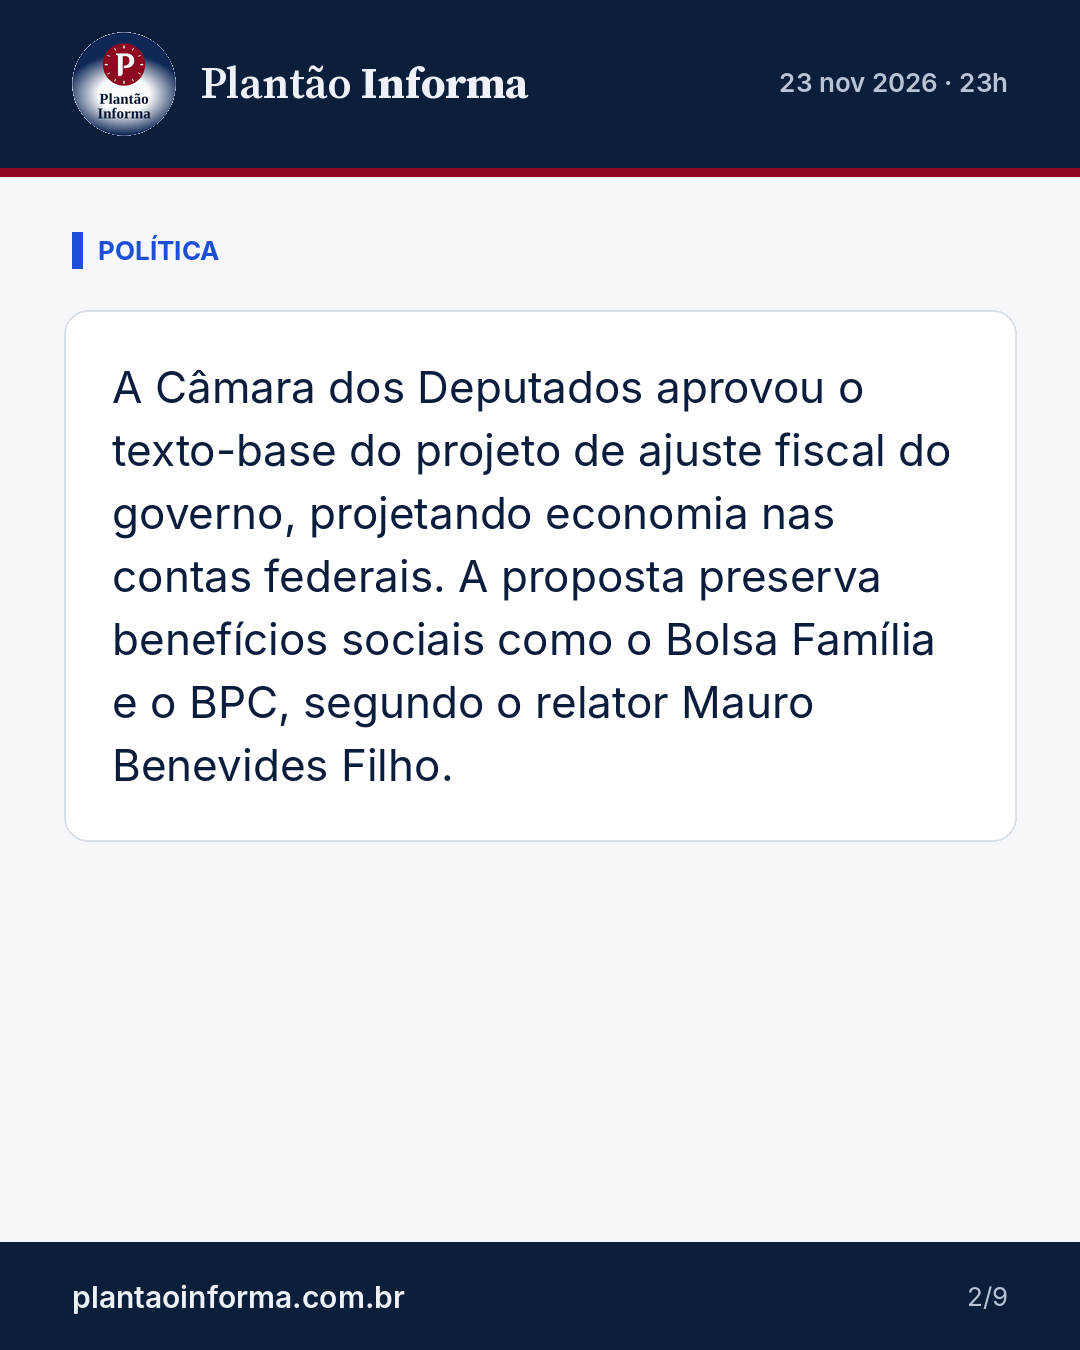 P
Plantão
Informa
Plantão Informa
23 nov 2026 · 23h
POLÍTICA
A Câmara dos Deputados aprovou o
texto-base do projeto de ajuste fiscal do
governo, projetando economia nas
contas federais. A proposta preserva
benefícios sociais como o Bolsa Família
e o BPC, segundo o relator Mauro
Benevides Filho.
plantaoinforma.com.br
2/9